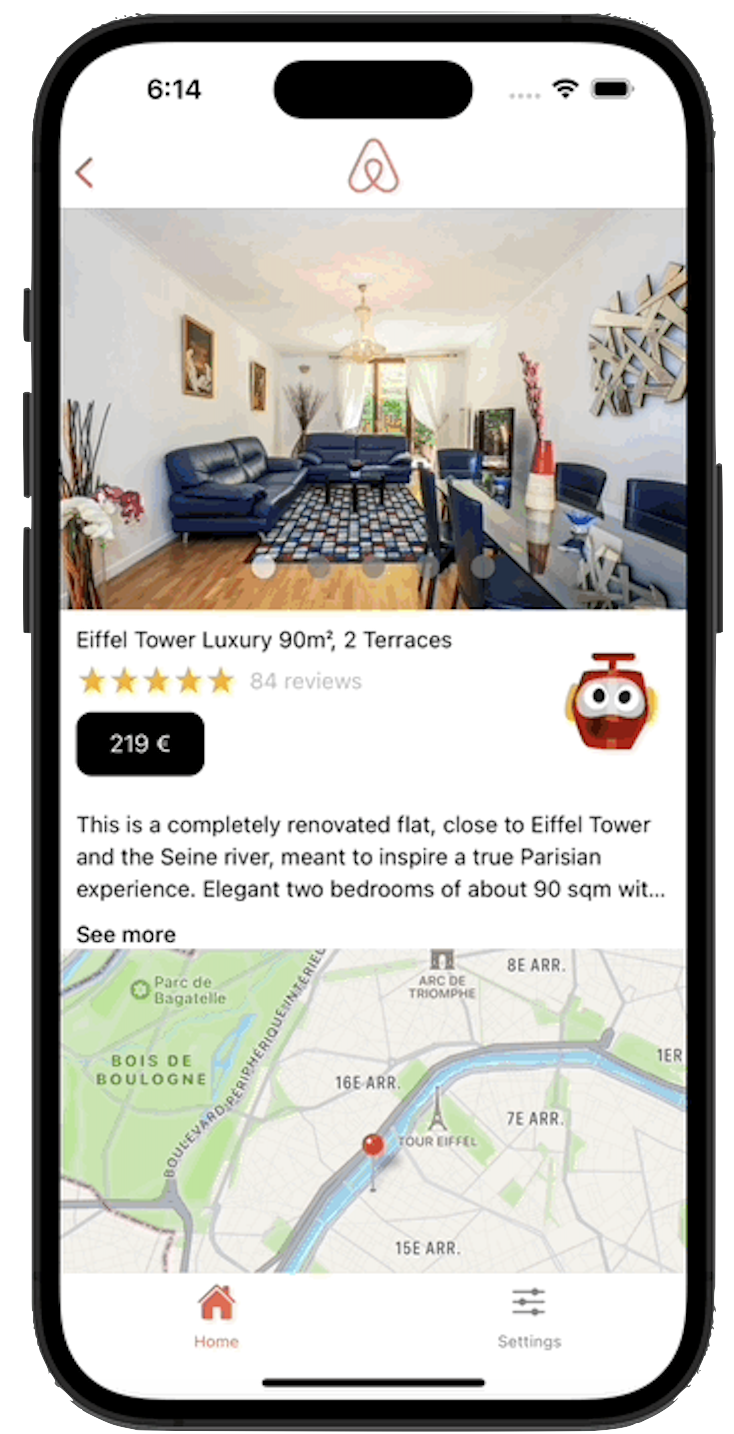 6:14
Eiffel Tower Luxury 90m², 2 Terraces
84 reviews
219 €
This is a completely renovated flat, close to Eiffel Tower
and the Seine river, meant to inspire a true Parisian
experience. Elegant two bedrooms of about 90 sqm wit...
See more
Parc de
Bagatelle
BOIS DE
BOULOGNE
BOULEVARD PÉRIPHÉRIQUE INTÉRIEU
ARC DE
TRIOMPHE
8E ARR.
1ER
16E ARR.
7E ARR.
TOUR EIFFEL
15E ARR.
Home
Settings